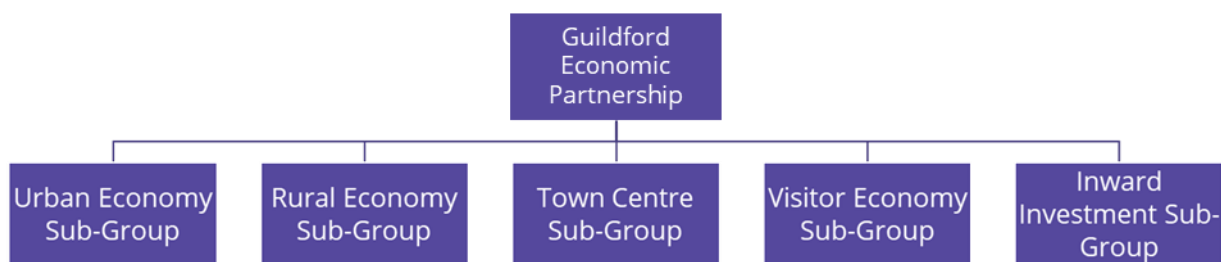 Guildford
Economic
Partnership
Urban Economy
Sub-Group
Rural Economy
Sub-Group
Town Centre
Sub-Group
Visitor Economy
Sub-Group
Inward
Investment Sub-
Group